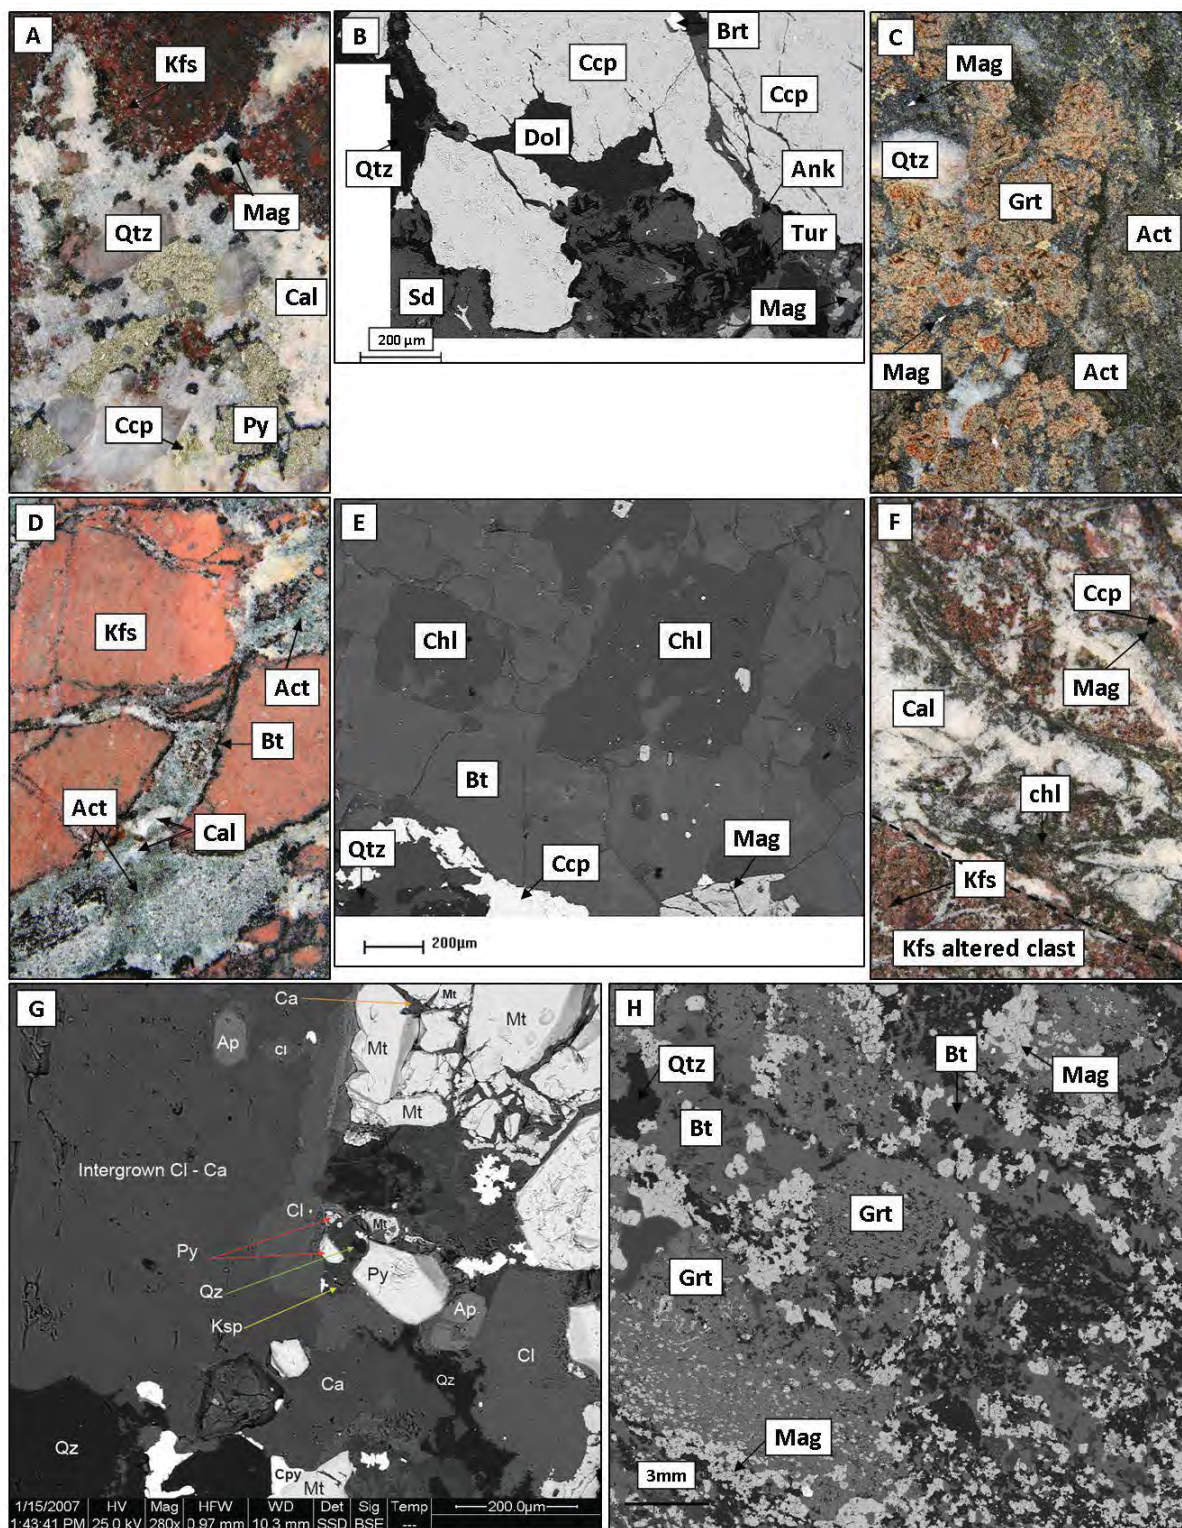 A
Kfs
Mag
Qtz
Cal
Ccp
Py
B
Brt
Ccp
Ccp
Dol
Qtz
Ank
Tur
Sd
Mag
200 µm
C
Mag
Qtz
Grt
Act
Mag
Act
D
Kfs
Act
Bt
Act
Cal
E
Chl
Chl
Bt
Qtz
Ccp
Mag
200µm
F
Ccp
Mag
Cal
chl
Kfs
Kfs altered clast
G
Ca
Mt
Mt
Ap
Cl
Mt
Mt
Intergrown Cl - Ca
Cl
Mt
Py
Py
Qz
Ap
Ksp
Cl
Ca
Qz
Qz
Cpy
Mt
1/15/2007 HV Mag HFW WD Det Sig Temp 200.0µm
1:43:41 PM 25.0 kV 280x 0.97 mm 10.3 mm SSD BSE ---
H
Qtz
Bt
Mag
Bt
Grt
Grt
Mag
3mm